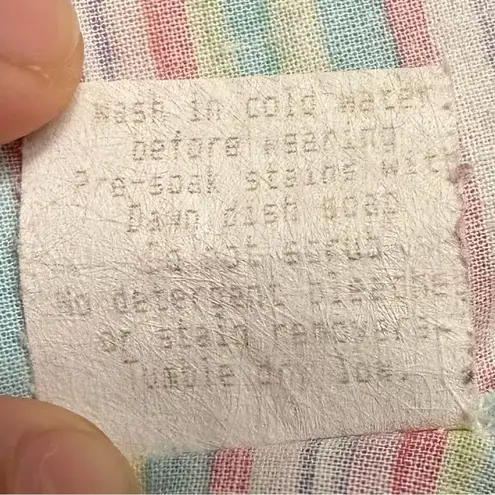 Wash in cold water
before wearing
Pre-soak stains with
Dawn dish soap
Do not scrub
No detergent bleache
or stain removers
Tumble dry low.